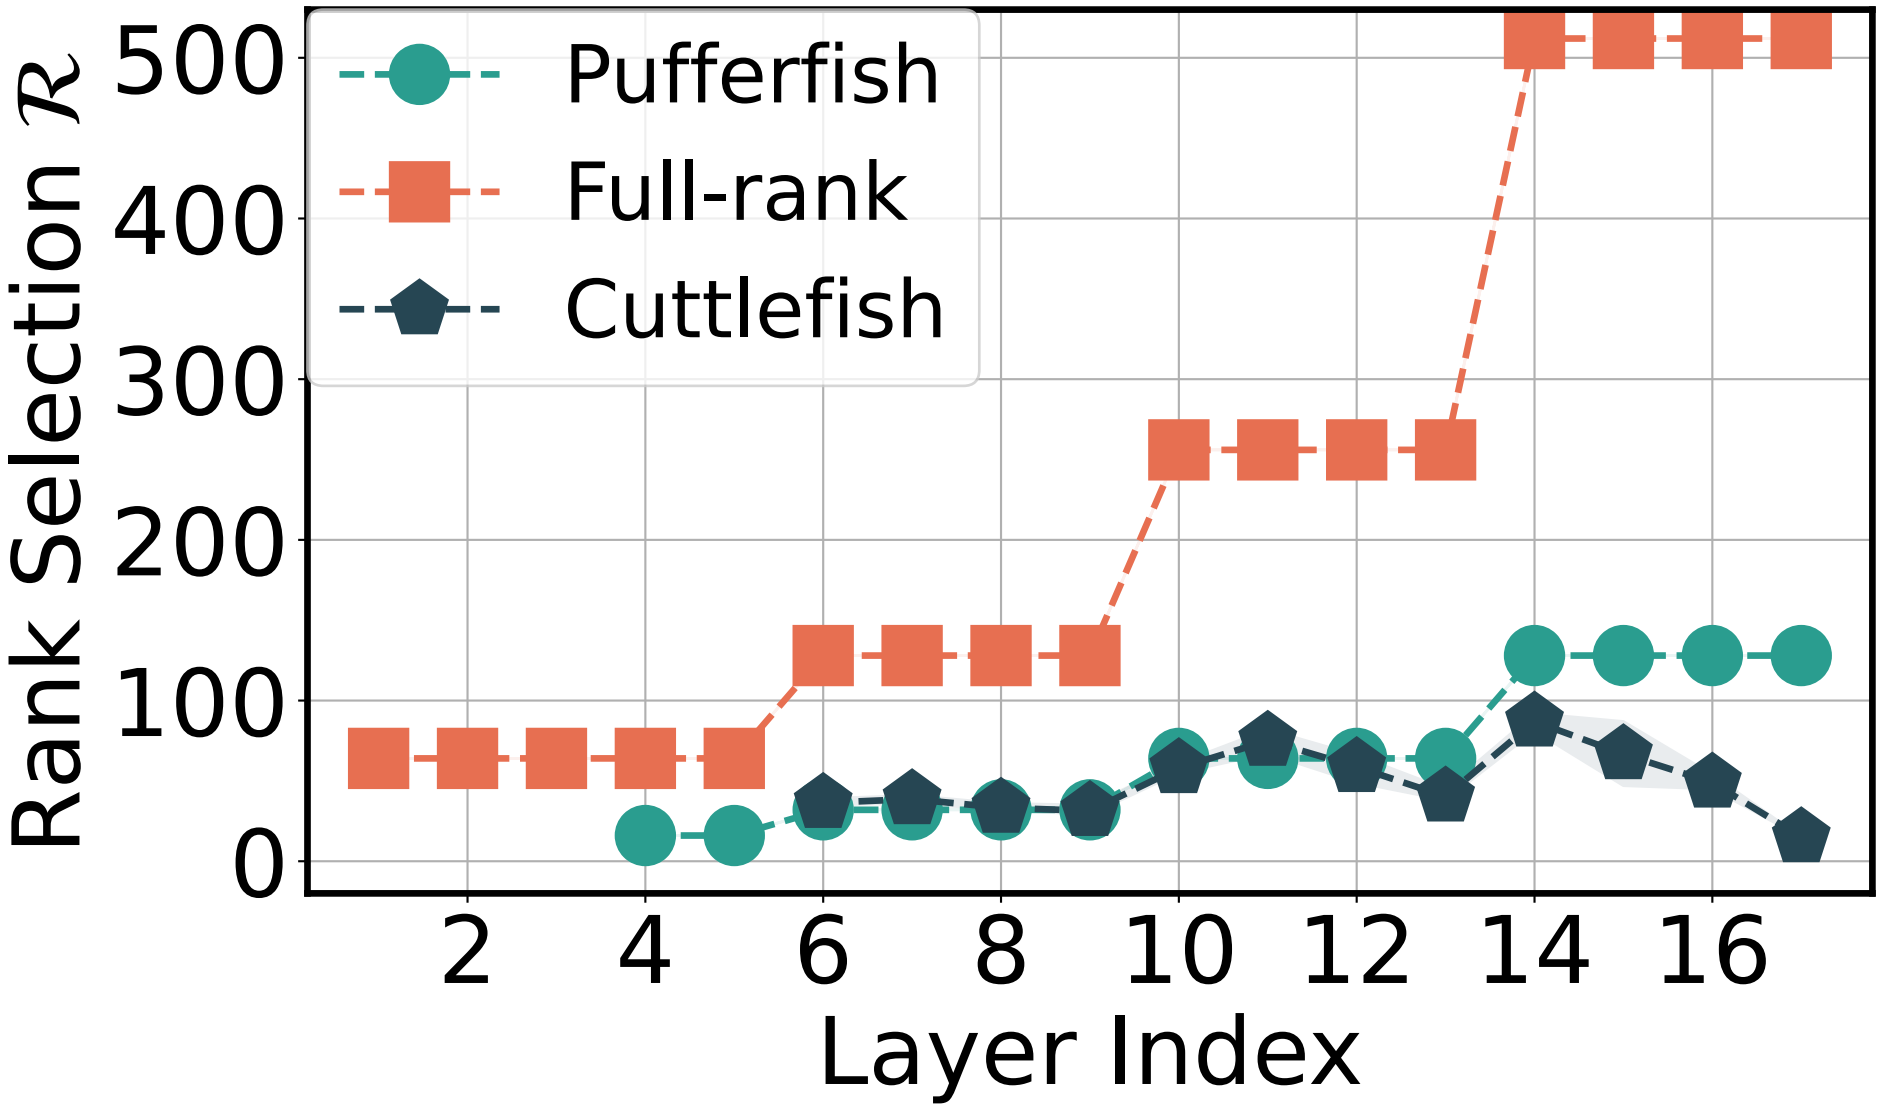 Rank Selection ℛ
500
400
300
200
100
0
Pufferfish
Full-rank
Cuttlefish
2 4 6 8 10 12 14 16
Layer Index